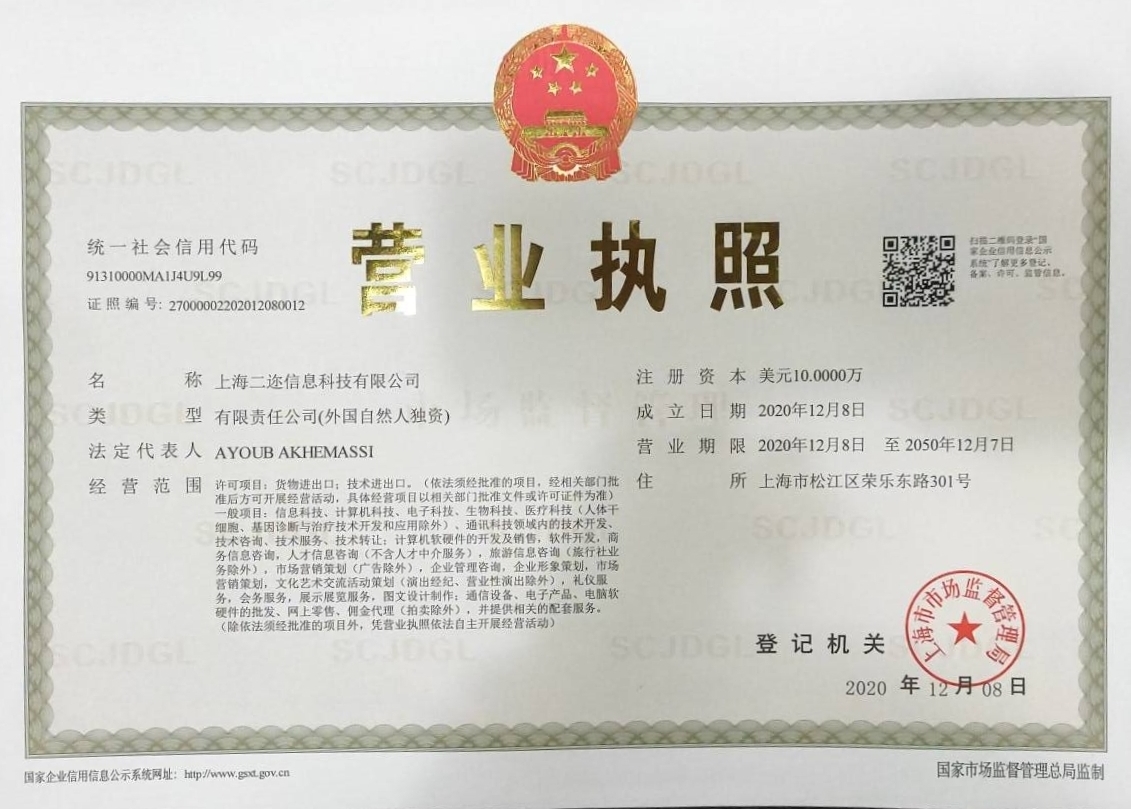 营业执照
统一社会信用代码
91310000MA1J4U9L99
证照编号: 27000002202012080012
扫描二维码登录“国
家企业信用信息公示
系统”了解更多登记、
备案、许可、监管信息。
名称 上海二迩信息科技有限公司
类型 有限责任公司(外国自然人独资)
法定代表人 AYOUB AKHEMASSI
经营范围 许可项目：货物进出口；技术进出口。（依法须经批准的项目，经相关部门批
准后方可开展经营活动，具体经营项目以相关部门批准文件或许可证件为准）
一般项目：信息科技、计算机科技、电子科技、生物科技、医疗科技（人体干
细胞、基因诊断与治疗技术开发和应用除外）、通讯科技领域内的技术开发、
技术咨询、技术服务、技术转让；计算机软硬件的开发及销售，软件开发，商
务信息咨询，人才信息咨询（不含人才中介服务），旅游信息咨询（旅行社业
务除外），市场营销策划（广告除外），企业管理咨询，企业形象策划，市场
营销策划，文化艺术交流活动策划（演出经纪、营业性演出除外），礼仪服
务，会务服务，展示展览服务，图文设计制作；通信设备、电子产品、电脑软
硬件的批发、网上零售、佣金代理（拍卖除外），并提供相关的配套服务。
（除依法须经批准的项目外，凭营业执照依法自主开展经营活动）
注册资本 美元10.0000万
成立日期 2020年12月8日
营业期限 2020年12月8日 至 2050年12月7日
住所 上海市松江区荣乐东路301号
登记机关
上海市市场监督管理局
2020 年 12 月 08 日
国家企业信用信息公示系统网址: http://www.gsxt.gov.cn
国家市场监督管理总局监制